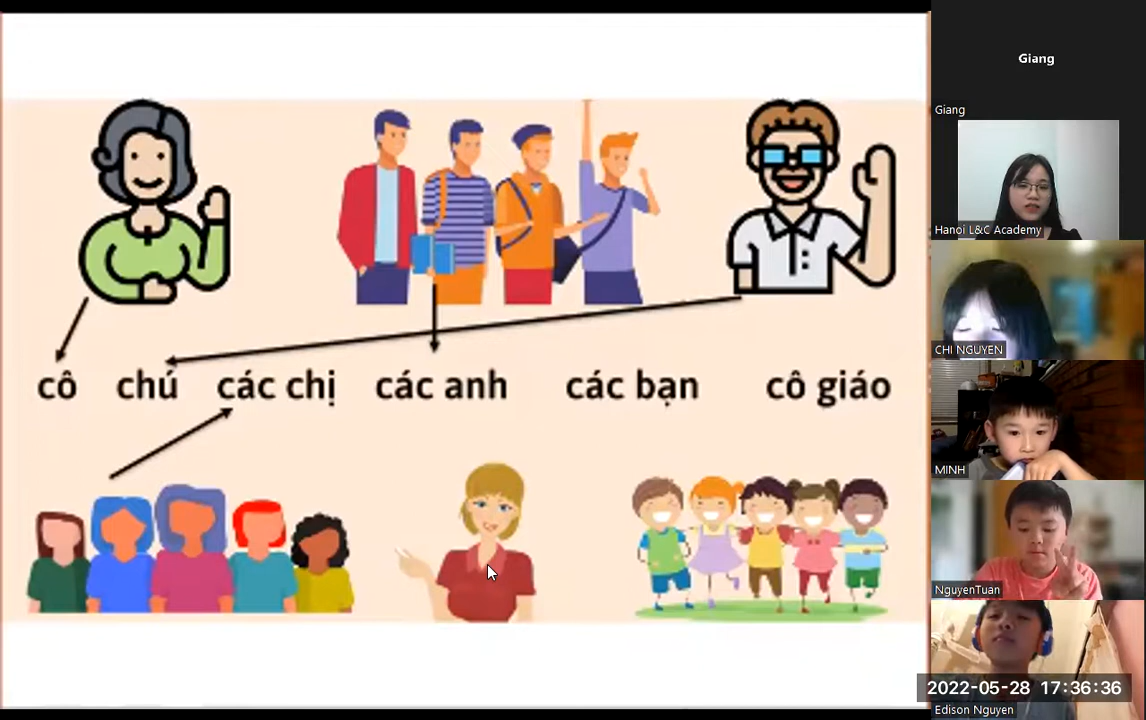 cô chú các chị các anh các bạn cô giáo
Giang
Giang
Hanoi L&C Academy
CHI NGUYEN
MINH
NguyenTuan
2022-05-28 17:36:36
Edison Nguyen